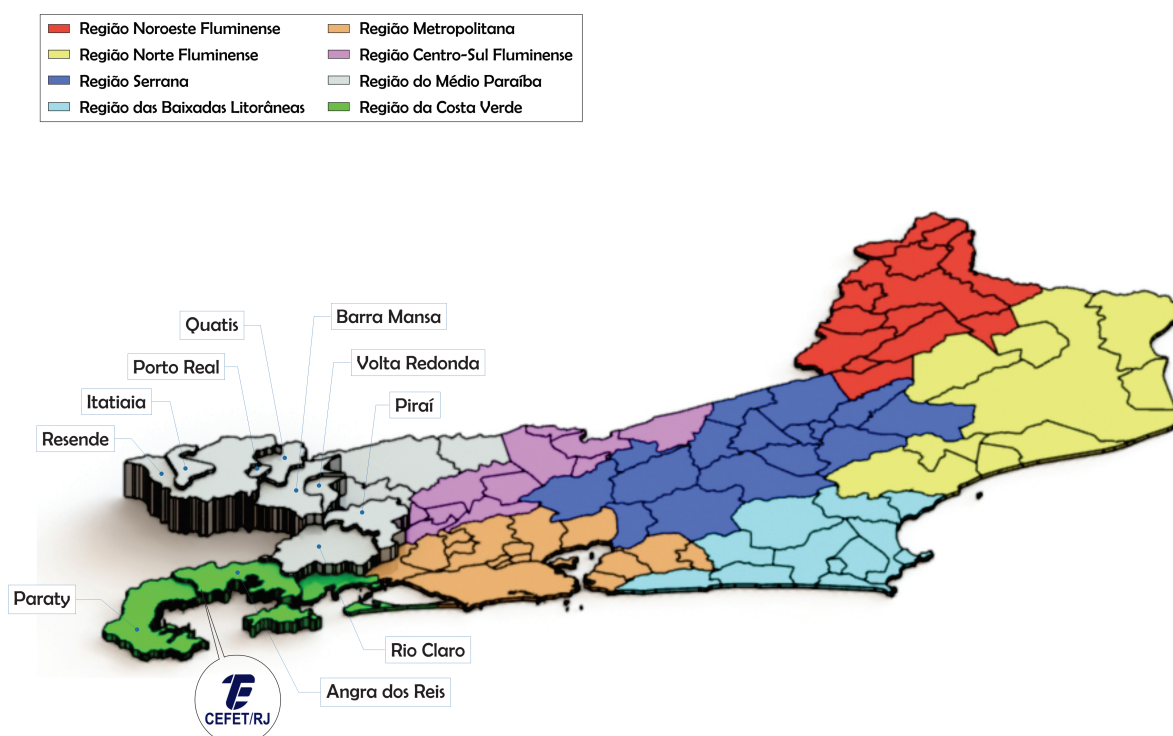 Região Noroeste Fluminense
Região Norte Fluminense
Região Serrana
Região das Baixadas Litorâneas
Região Metropolitana
Região Centro-Sul Fluminense
Região do Médio Paraíba
Região da Costa Verde
Barra Mansa
Quatis
Volta Redonda
Porto Real
Itatiaia
Piraí
Resende
Paraty
Rio Claro
Angra dos Reis
CEFET/RJ